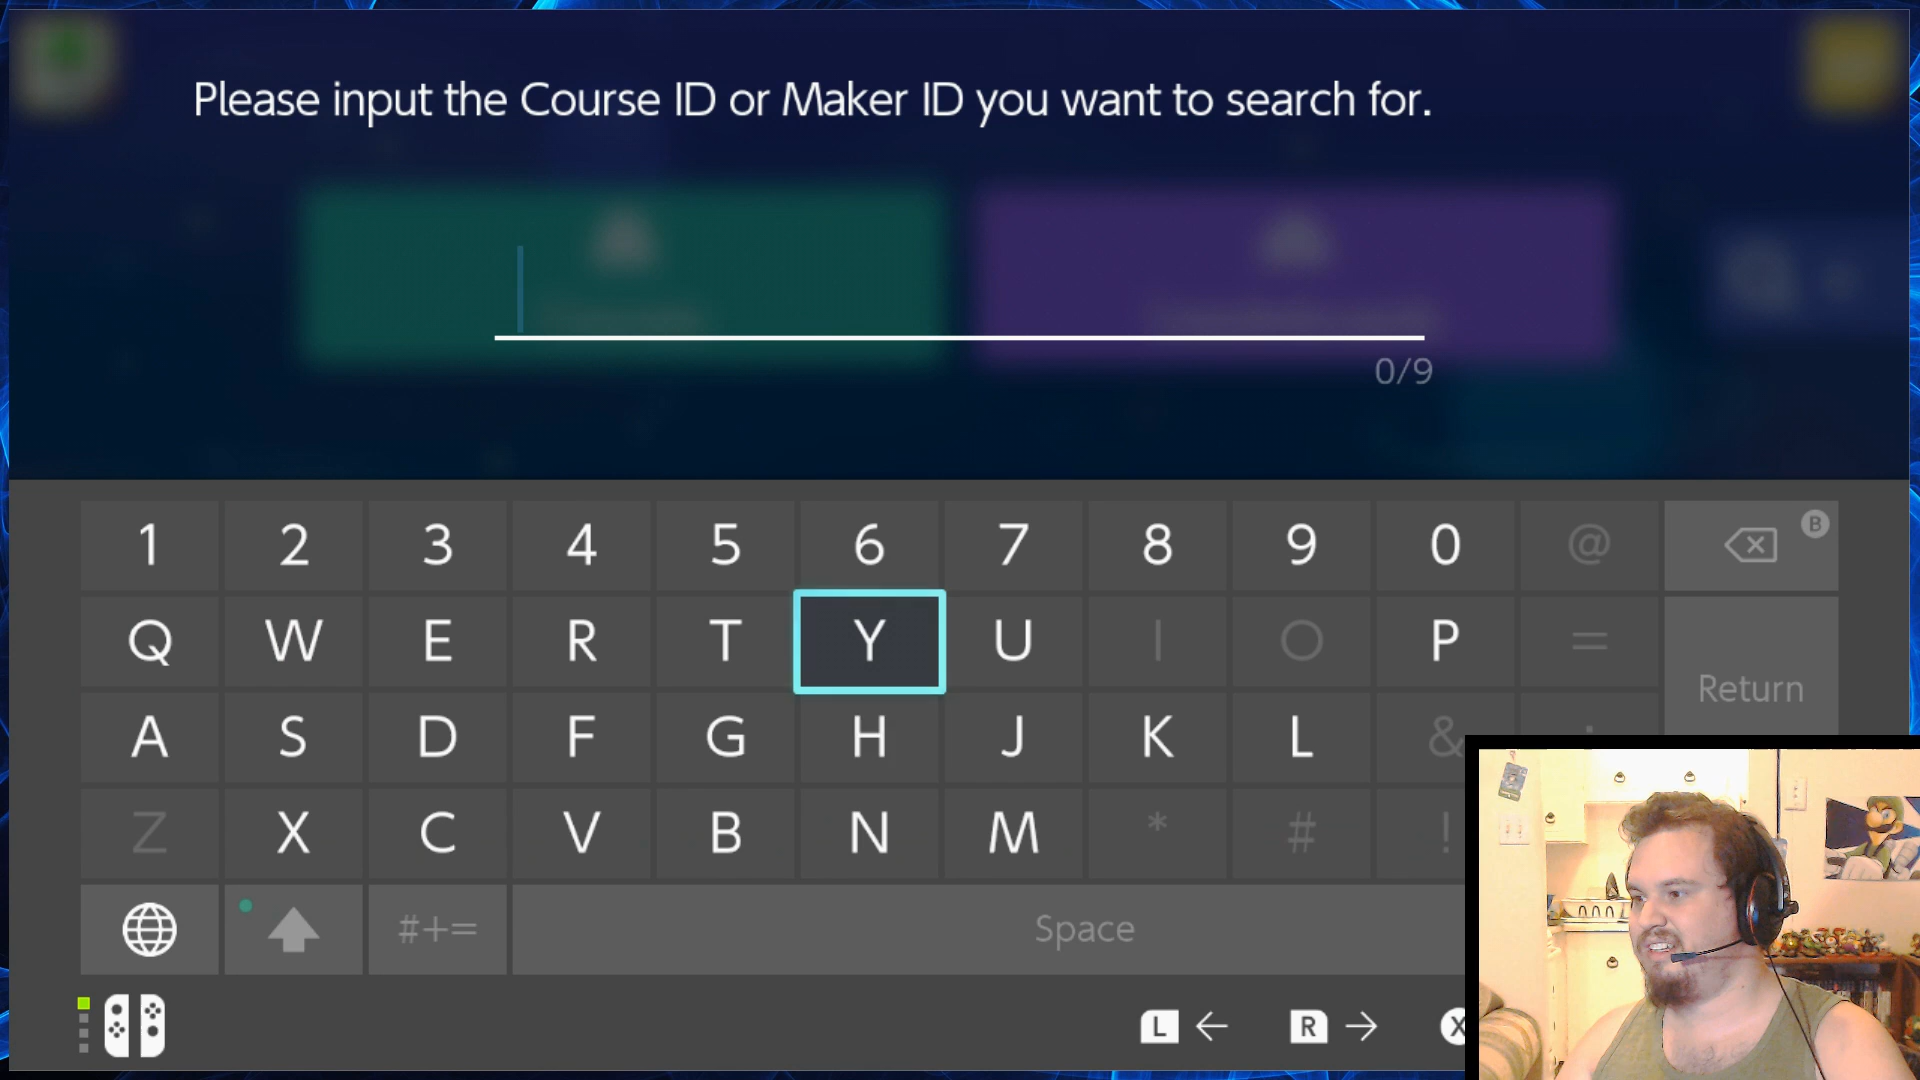 Please input the Course ID or Maker ID you want to search for.
0/9
1 2 3 4 5 6 7 8 9 0 @ B
Q W E R T Y U I O P =
Return
A S D F G H J K L & ;
Z X C V B N M * # !
#+= Space
L ← R → X